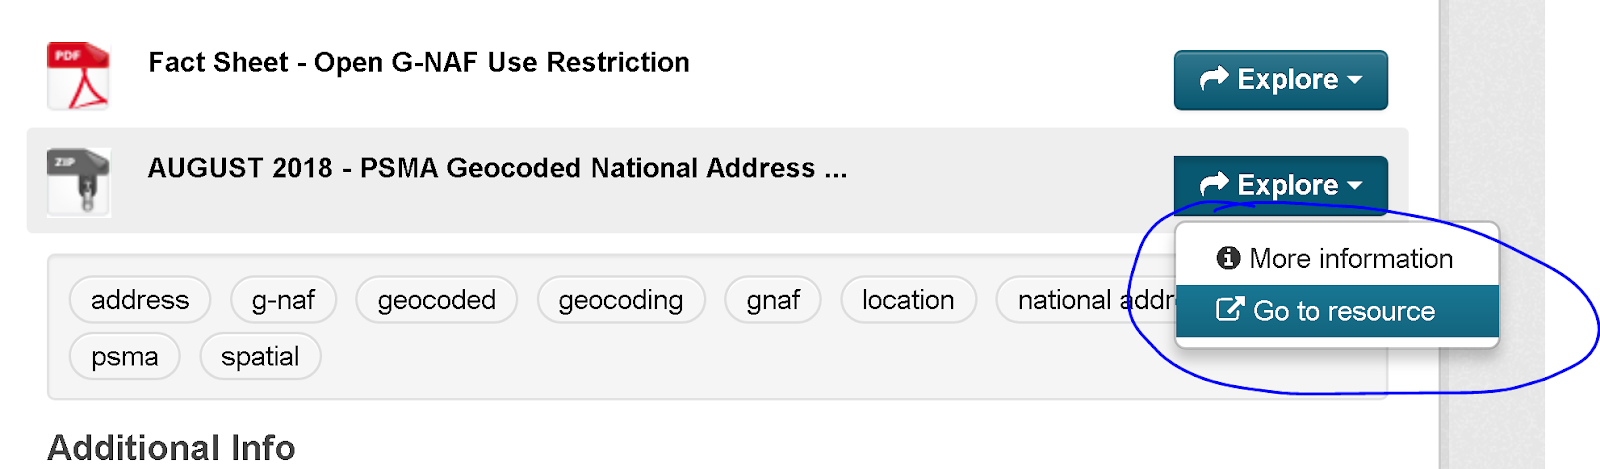 PDF
Fact Sheet - Open G-NAF Use Restriction
Explore
ZIP
AUGUST 2018 - PSMA Geocoded National Address ...
Explore
More information
Go to resource
address g-naf geocoded geocoding gnaf location national addr
psma spatial
Additional Info